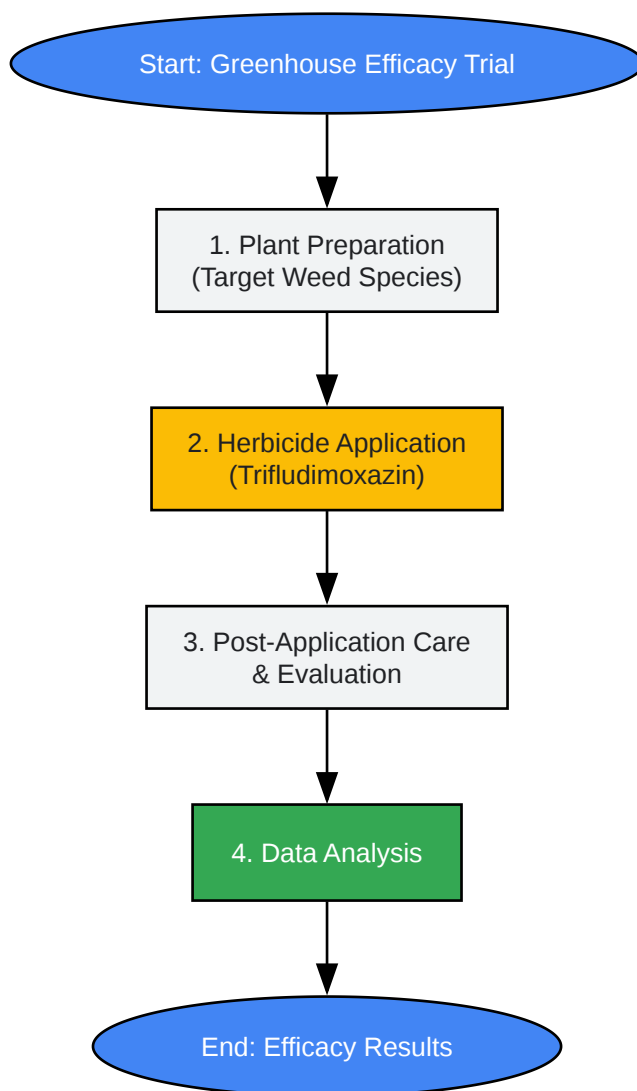 Start: Greenhouse Efficacy Trial
1. Plant Preparation
(Target Weed Species)
2. Herbicide Application
(Trifludimoxazin)
3. Post-Application Care
& Evaluation
4. Data Analysis
End: Efficacy Results